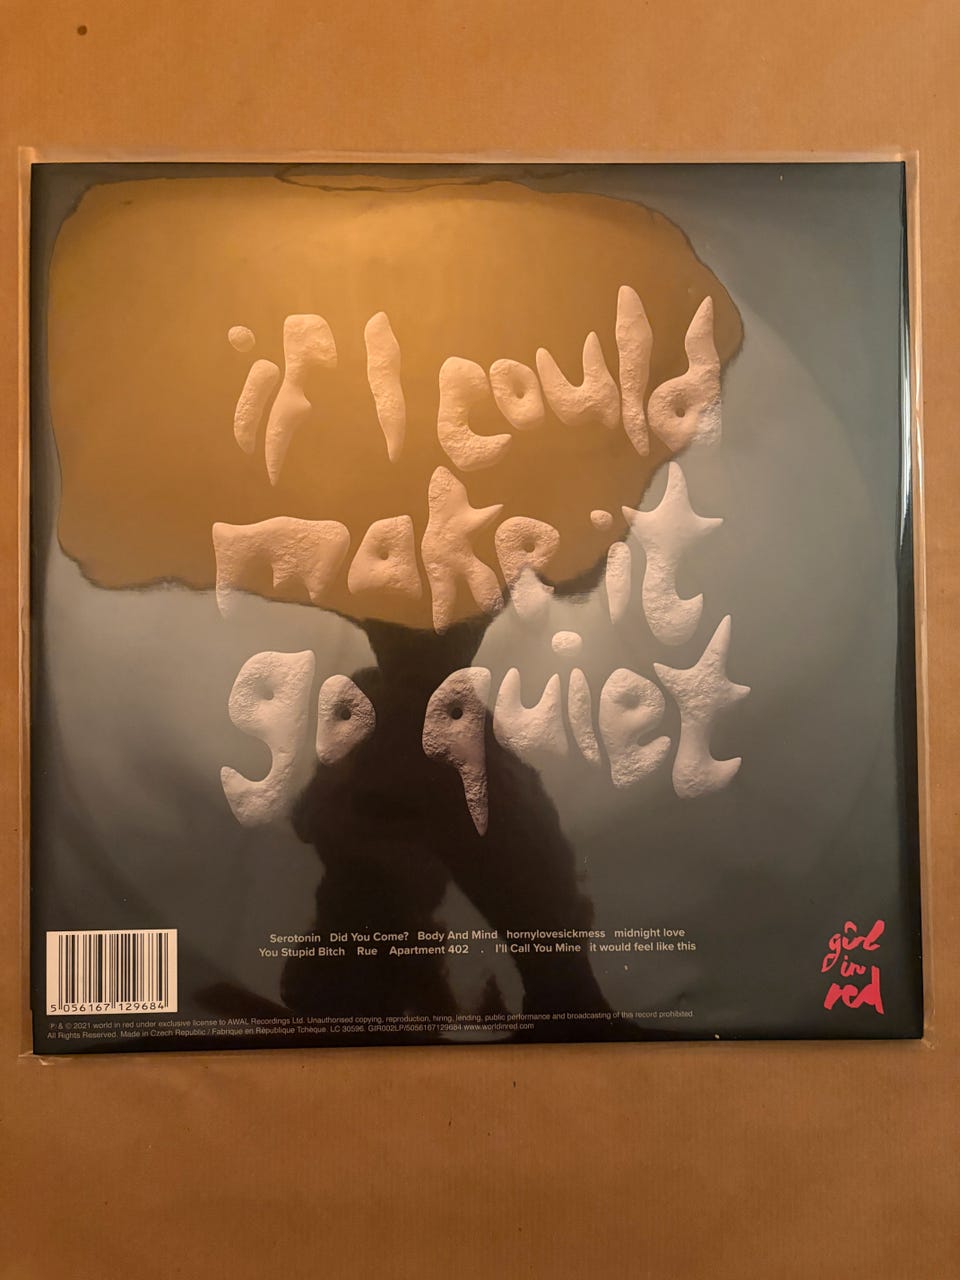 if I could
make it
go quiet
Serotonin Did You Come? Body And Mind hornylovesickmess midnight love
You Stupid Bitch Rue Apartment 402 . I'll Call You Mine it would feel like this
girl
in
red
5 056167 129684
℗ & © 2021 world in red under exclusive license to AWAL Recordings Ltd. Unauthorised copying, reproduction, hiring, lending, public performance and broadcasting of this record prohibited.
All Rights Reserved. Made in Czech Republic / Fabriqué en République Tchèque. LC 30596. GIR002LP/5056167129684 www.worldinred.com